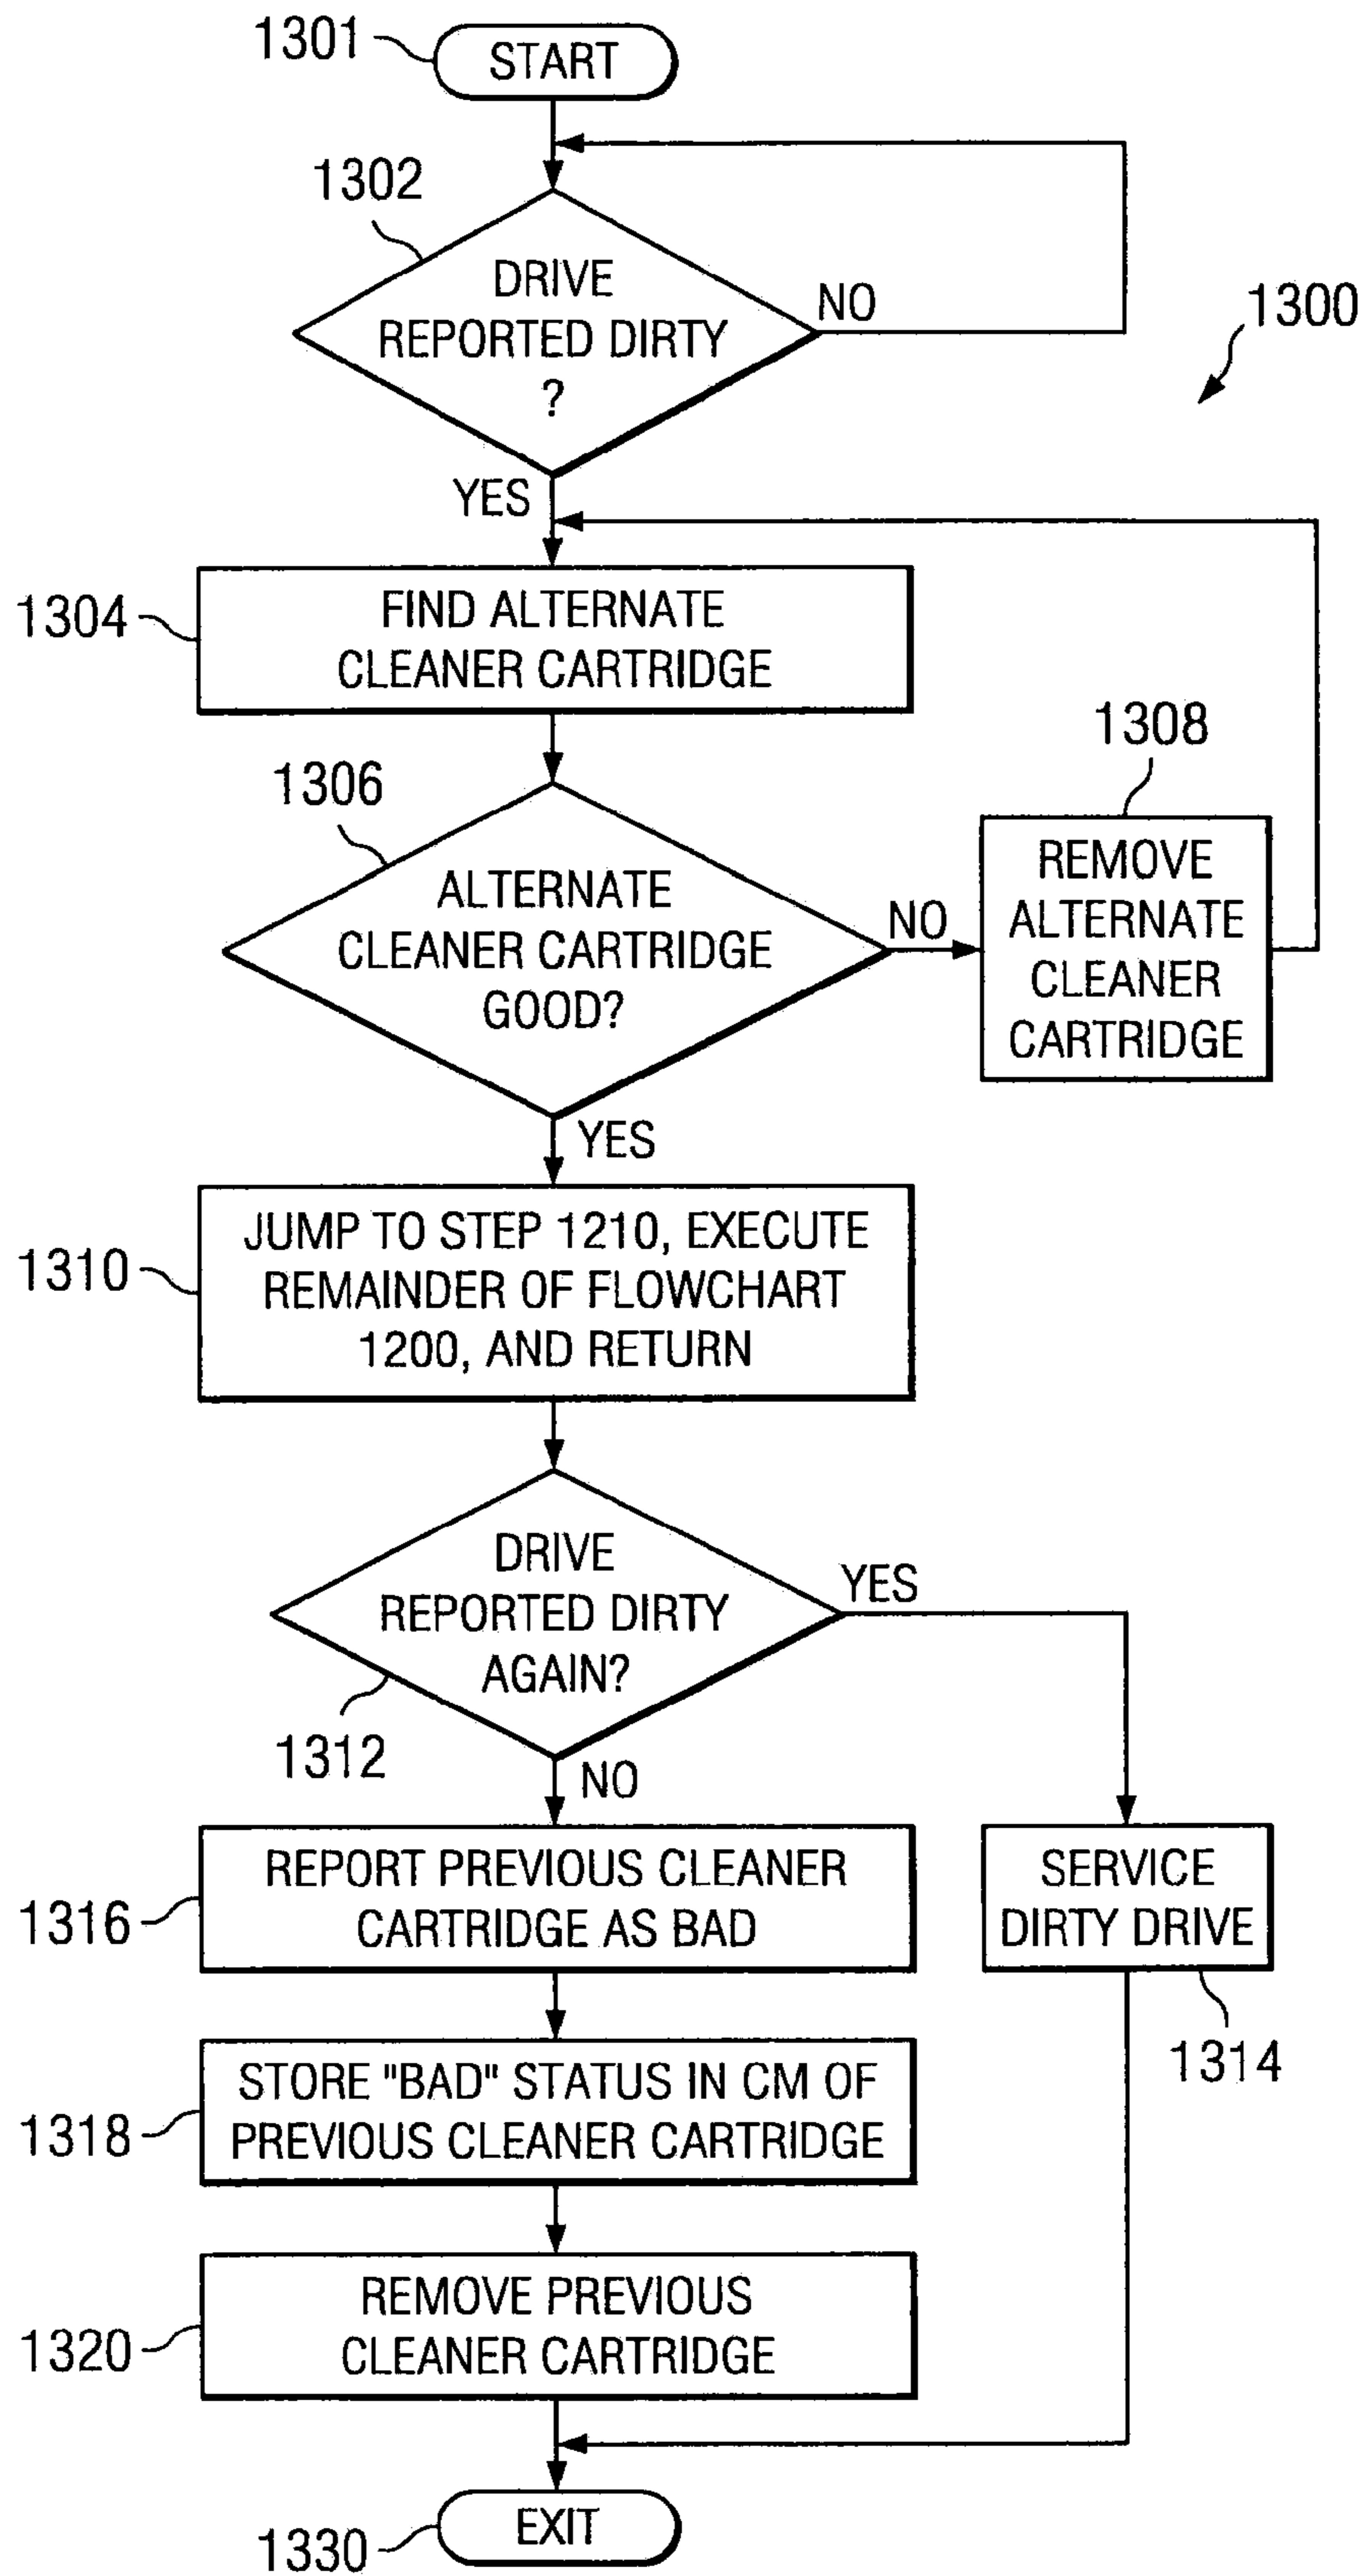 1301
START
1302
DRIVE
REPORTED DIRTY
?
NO
1300
YES
1304
FIND ALTERNATE
CLEANER CARTRIDGE
1308
1306
ALTERNATE
CLEANER CARTRIDGE
GOOD?
NO
REMOVE
ALTERNATE
CLEANER
CARTRIDGE
YES
1310
JUMP TO STEP 1210, EXECUTE
REMAINDER OF FLOWCHART
1200, AND RETURN
DRIVE
REPORTED DIRTY
AGAIN?
YES
1312
NO
1316
REPORT PREVIOUS CLEANER
CARTRIDGE AS BAD
SERVICE
DIRTY DRIVE
1314
1318
STORE "BAD" STATUS IN CM OF
PREVIOUS CLEANER CARTRIDGE
1320
REMOVE PREVIOUS
CLEANER CARTRIDGE
1330
EXIT